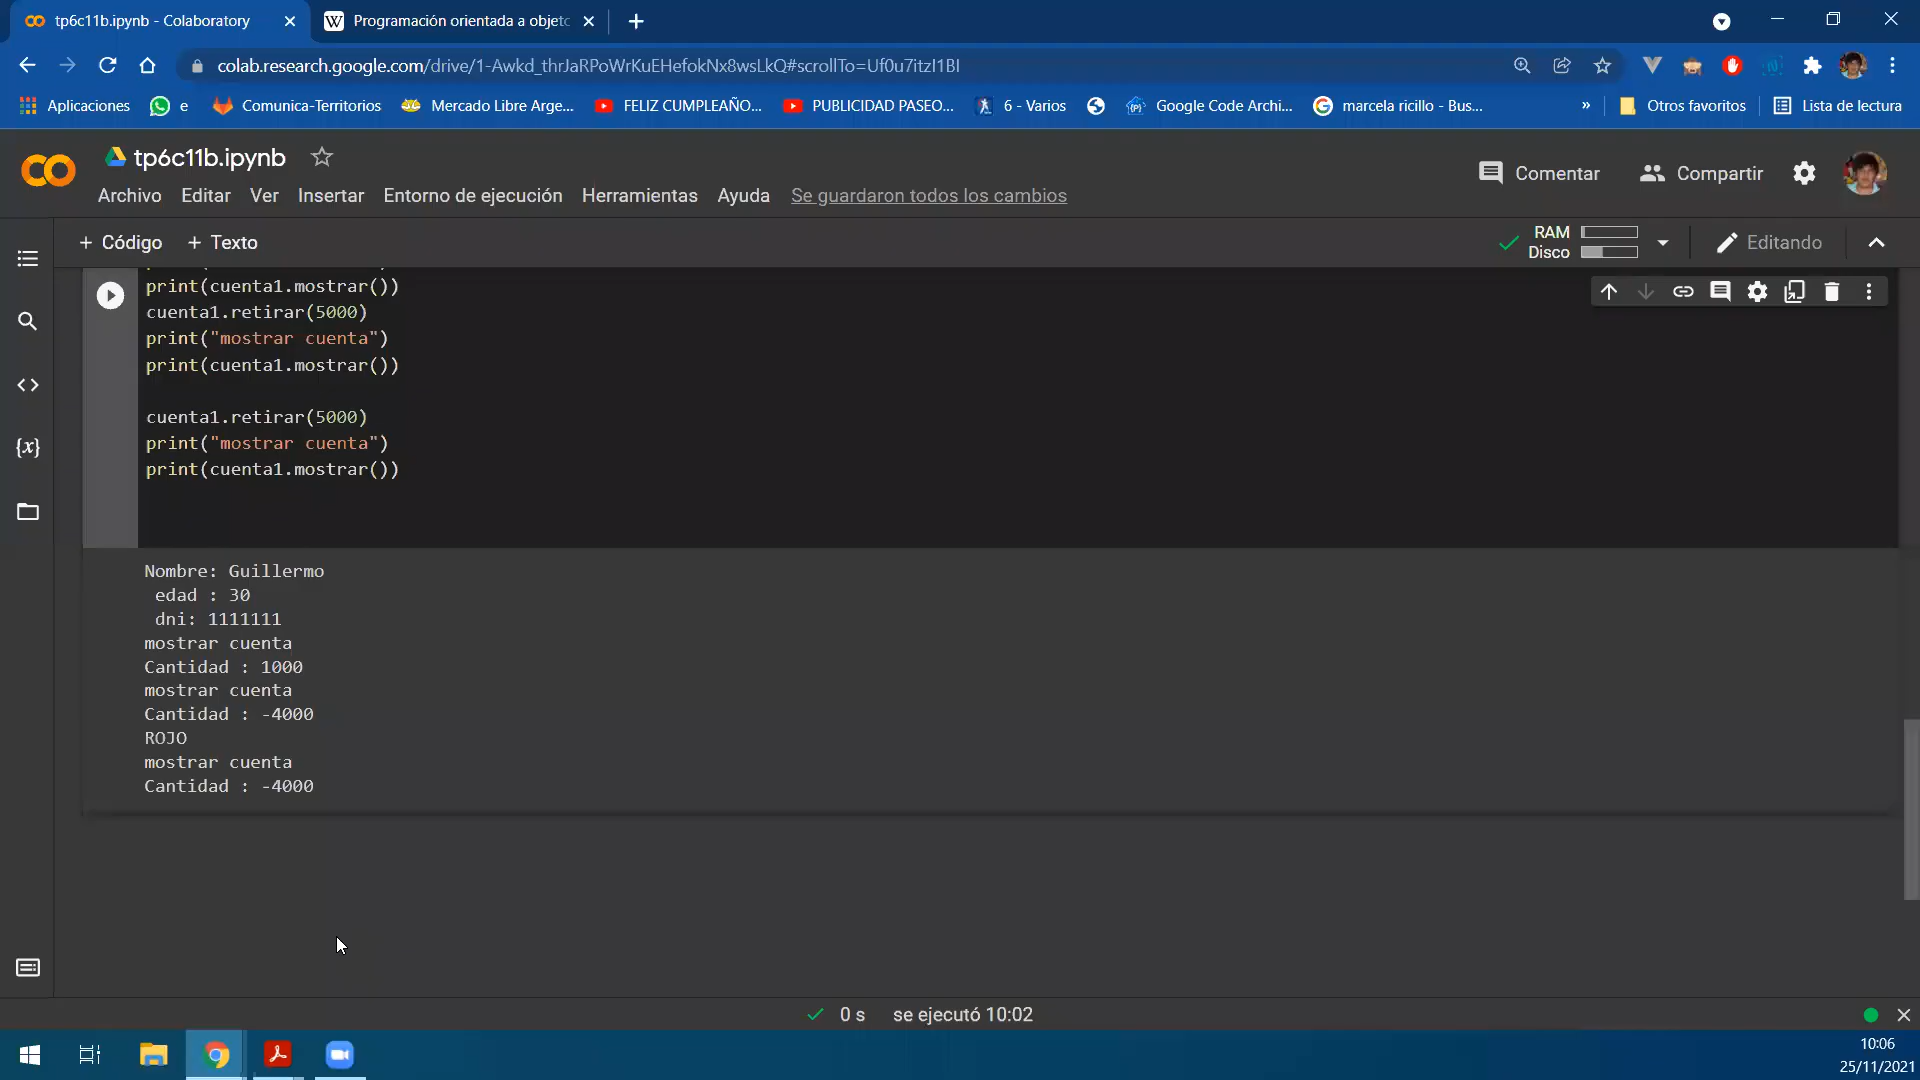 tp6c11b.ipynb - Colaboratory
Programación orientada a objeto
colab.research.google.com/drive/1-Awkd_thrJaRPoWrKuEHefokNx8wsLkQ#scrollTo=Uf0u7itzI1BI
Aplicaciones
e
Comunica-Territorios
Mercado Libre Arge...
FELIZ CUMPLEAÑO...
PUBLICIDAD PASEO...
6 - Varios
Google Code Archi...
marcela ricillo - Bus...
»
Otros favoritos
Lista de lectura
tp6c11b.ipynb
Comentar
Compartir
Archivo Editar Ver Insertar Entorno de ejecución Herramientas Ayuda Se guardaron todos los cambios
+ Código + Texto
RAM
Disco
Editando
print(cuenta1.mostrar())
cuenta1.retirar(5000)
print("mostrar cuenta")
print(cuenta1.mostrar())
cuenta1.retirar(5000)
print("mostrar cuenta")
print(cuenta1.mostrar())
Nombre: Guillermo
edad : 30
dni: 1111111
mostrar cuenta
Cantidad : 1000
mostrar cuenta
Cantidad : -4000
ROJO
mostrar cuenta
Cantidad : -4000
0 s se ejecutó 10:02
10:06
25/11/2021